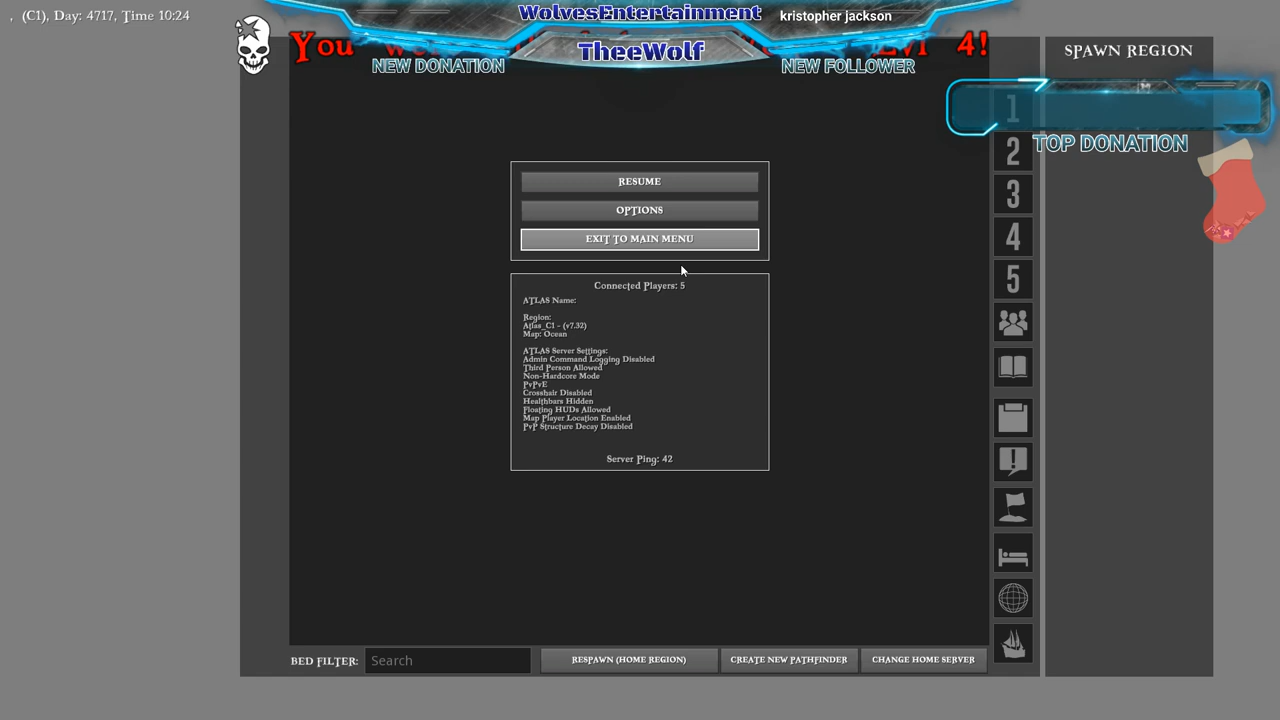 , (C1), Day: 4717, Time 10:24
WolvesEntertainment
kristopher jackson
You
4!
TheeWolf
NEW DONATION
NEW FOLLOWER
SPAWN REGION
TOP DONATION
1
2
3
4
5
RESUME
OPTIONS
EXIT TO MAIN MENU
Connected Players: 5
ATLAS Name:
Region:
Atlas_C1 - (v7.32)
Map: Ocean
ATLAS Server Settings:
Admin Command Logging Disabled
Third Person Allowed
Non-Hardcore Mode
PvPvE
Crosshair Disabled
Healthbars Hidden
Floating HUDs Allowed
Map Player Location Enabled
PvP Structure Decay Disabled
Server Ping: 42
BED FILTER:
Search
RESPAWN (HOME REGION)
CREATE NEW PATHFINDER
CHANGE HOME SERVER